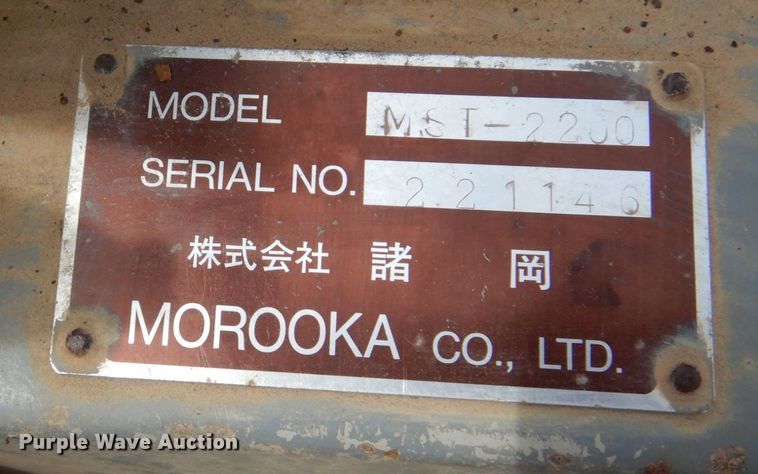 MODEL MST-2200
SERIAL NO. 221146
株式会社 諸岡
MOROOKA CO., LTD.
Purple Wave Auction